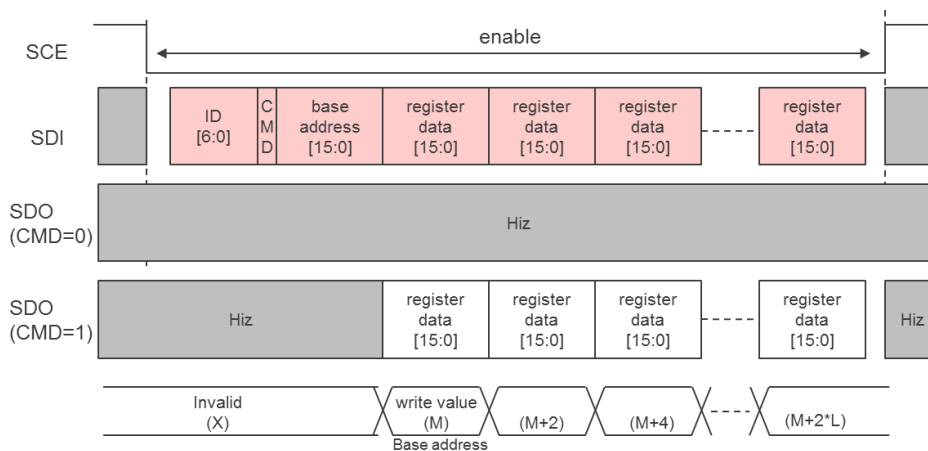 enable
SCE
SDI
ID
[6:0]
C
M
D
base
address
[15:0]
register
data
[15:0]
register
data
[15:0]
register
data
[15:0]
register
data
[15:0]
SDO
(CMD=0)
Hiz
SDO
(CMD=1)
Hiz
register
data
[15:0]
register
data
[15:0]
register
data
[15:0]
register
data
[15:0]
Hiz
Invalid
(X)
write value
(M)
(M+2)
(M+4)
(M+2*L)
Base address